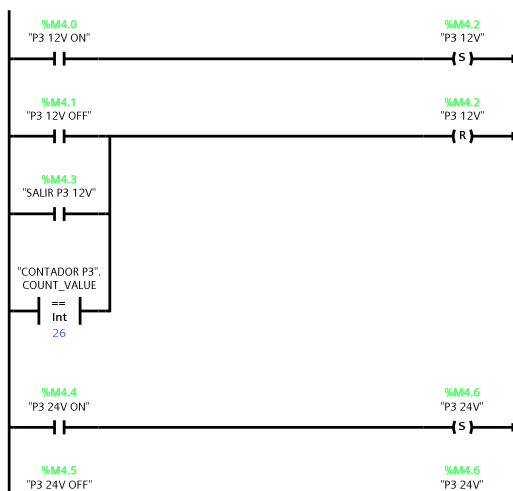 %M4.0 %M4.2
"P3 12V ON" "P3 12V"
S
%M4.1 %M4.2
"P3 12V OFF" "P3 12V"
R
%M4.3
"SALIR P3 12V"
"CONTADOR P3".
COUNT_VALUE
==
Int
26
%M4.4 %M4.6
"P3 24V ON" "P3 24V"
S
%M4.5 %M4.6
"P3 24V OFF" "P3 24V"